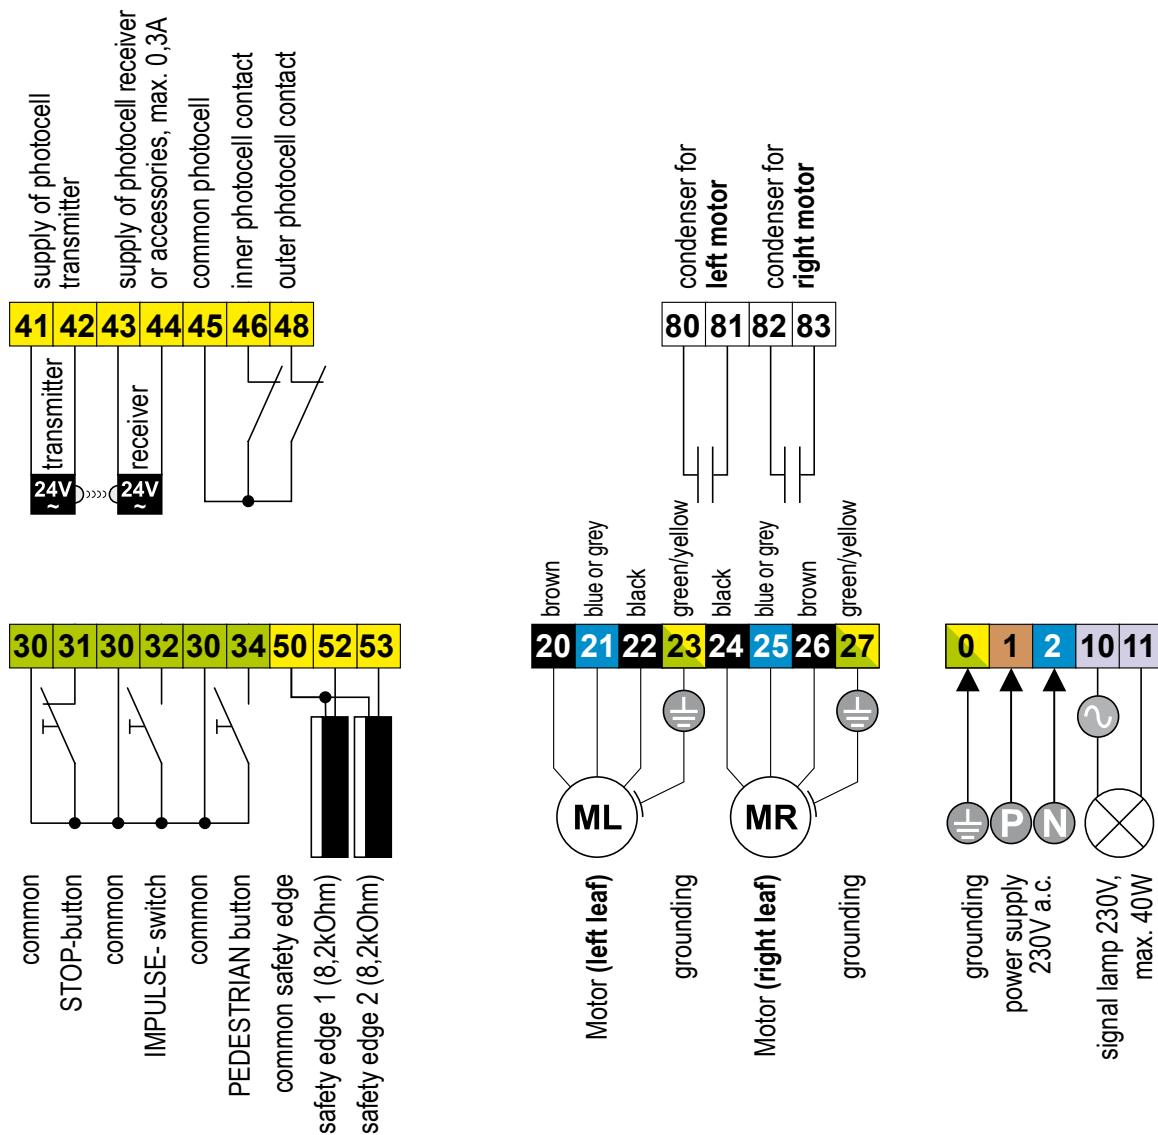 supply of photocell
transmitter
supply of photocell receiver
or accessories, max. 0,3A
common photocell
inner photocell contact
outer photocell contact
41 42 43 44 45 46 48
transmitter
receiver
24V
~
24V
~
condenser for
left motor
condenser for
right motor
80 81 82 83
brown
blue or grey
black
green/yellow
black
blue or grey
brown
green/yellow
30 31 30 32 30 34 50 52 53
common
STOP-button
common
IMPULSE- switch
common
PEDESTRIAN button
common safety edge
safety edge 1 (8,2kOhm)
safety edge 2 (8,2kOhm)
20 21 22 23 24 25 26 27
ML
MR
Motor (left leaf)
grounding
Motor (right leaf)
grounding
0 1 2 10 11
P
N
grounding
power supply
230V a.c.
signal lamp 230V,
max. 40W